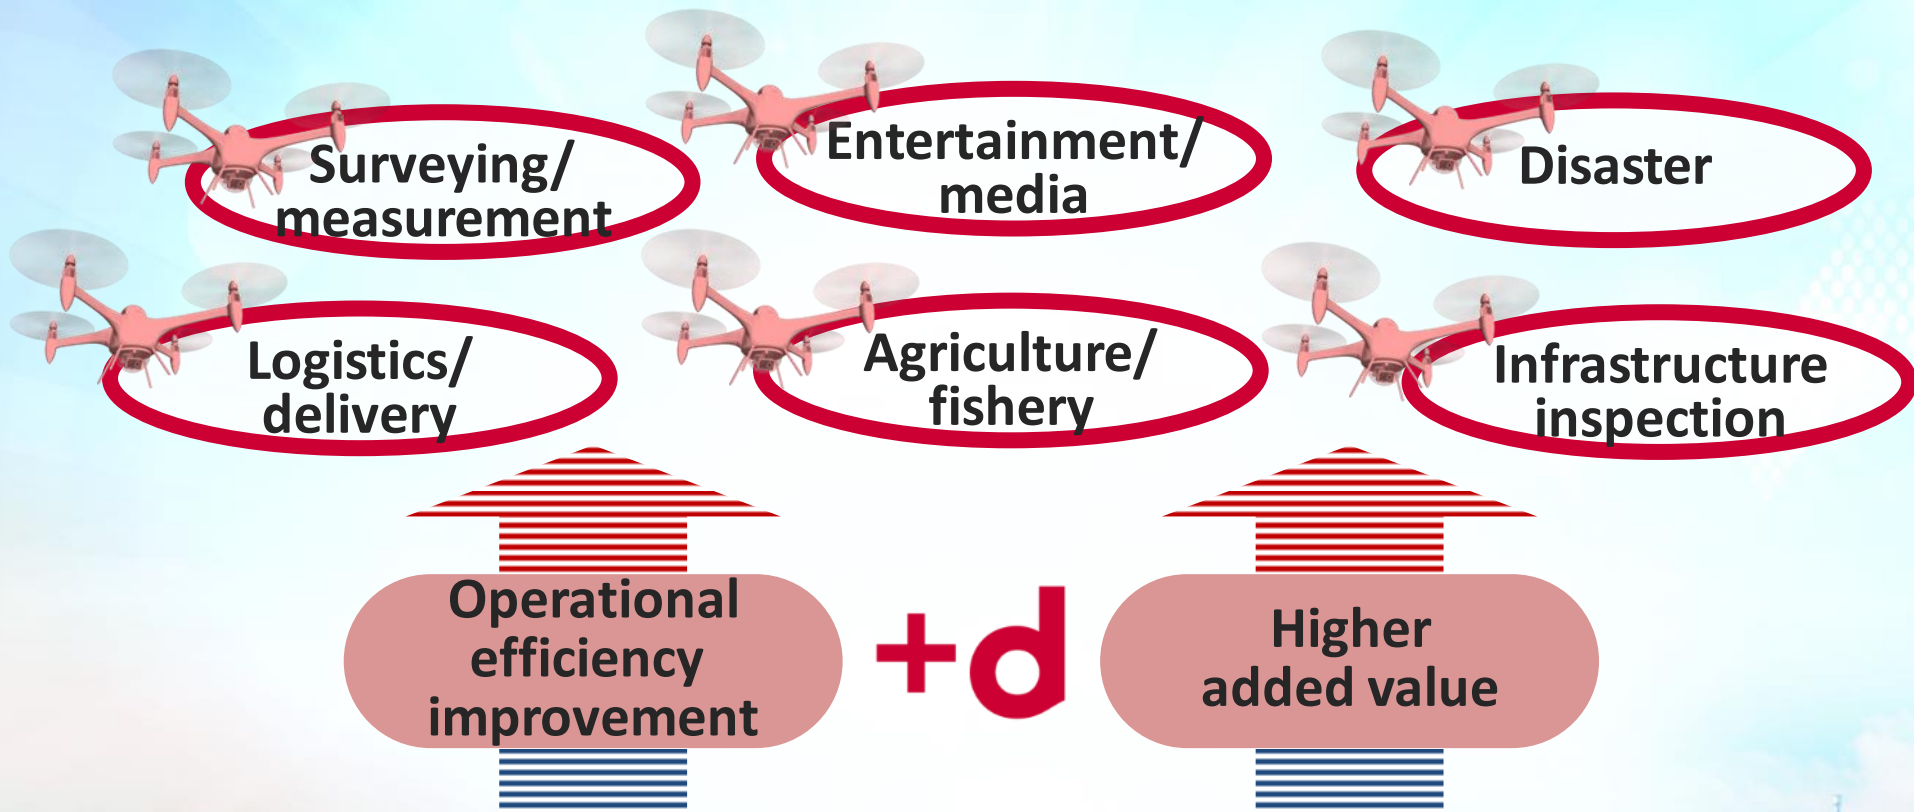 Surveying/
measurement
Entertainment/
media
Disaster
Logistics/
delivery
Agriculture/
fishery
Infrastructure
inspection
Operational
efficiency
improvement
+d
Higher
added value